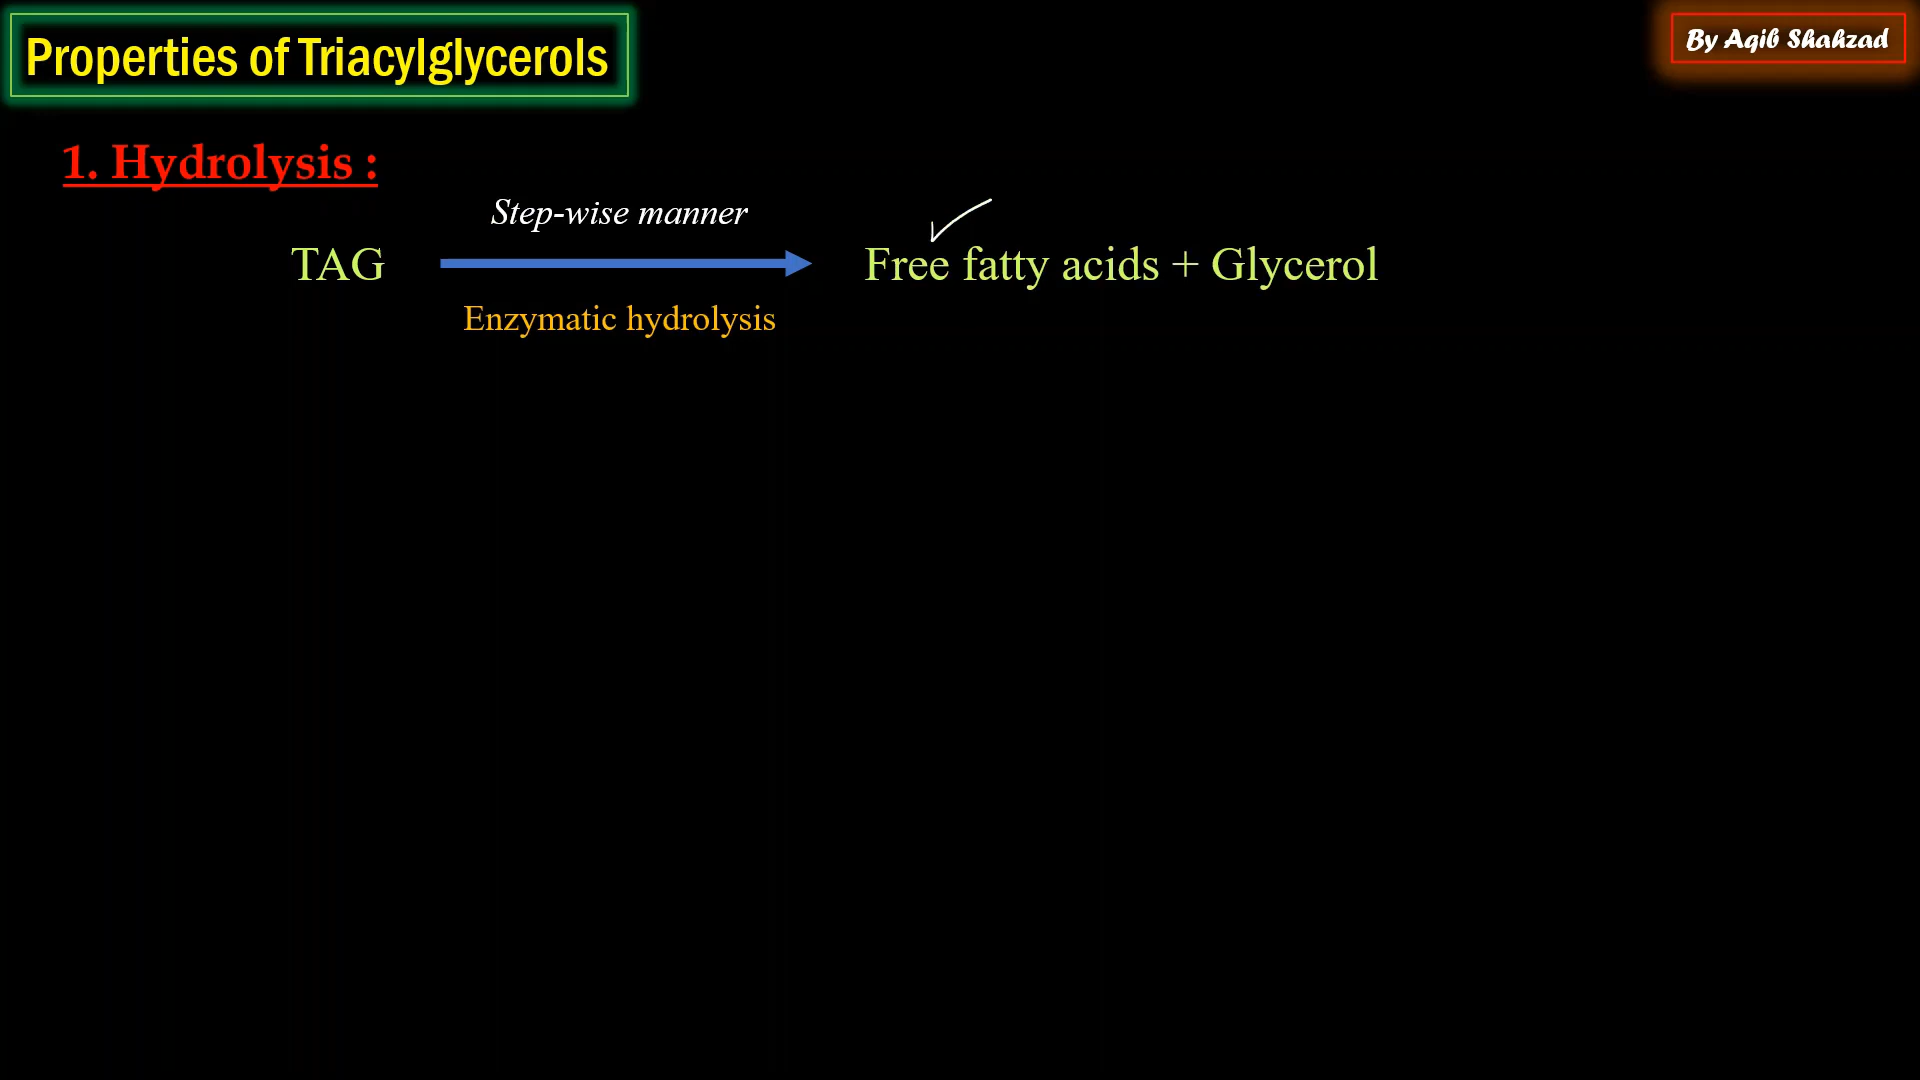 Properties of Triacylglycerols
By Aqib Shahzad
1. Hydrolysis :
Step-wise manner
TAG Free fatty acids + Glycerol
Enzymatic hydrolysis